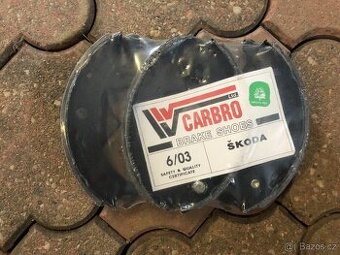 CARBRO
BRAKE SHOES
6/03
ŠKODA
SAFETY & QUALITY
CERTIFICATE
Bazos.cz